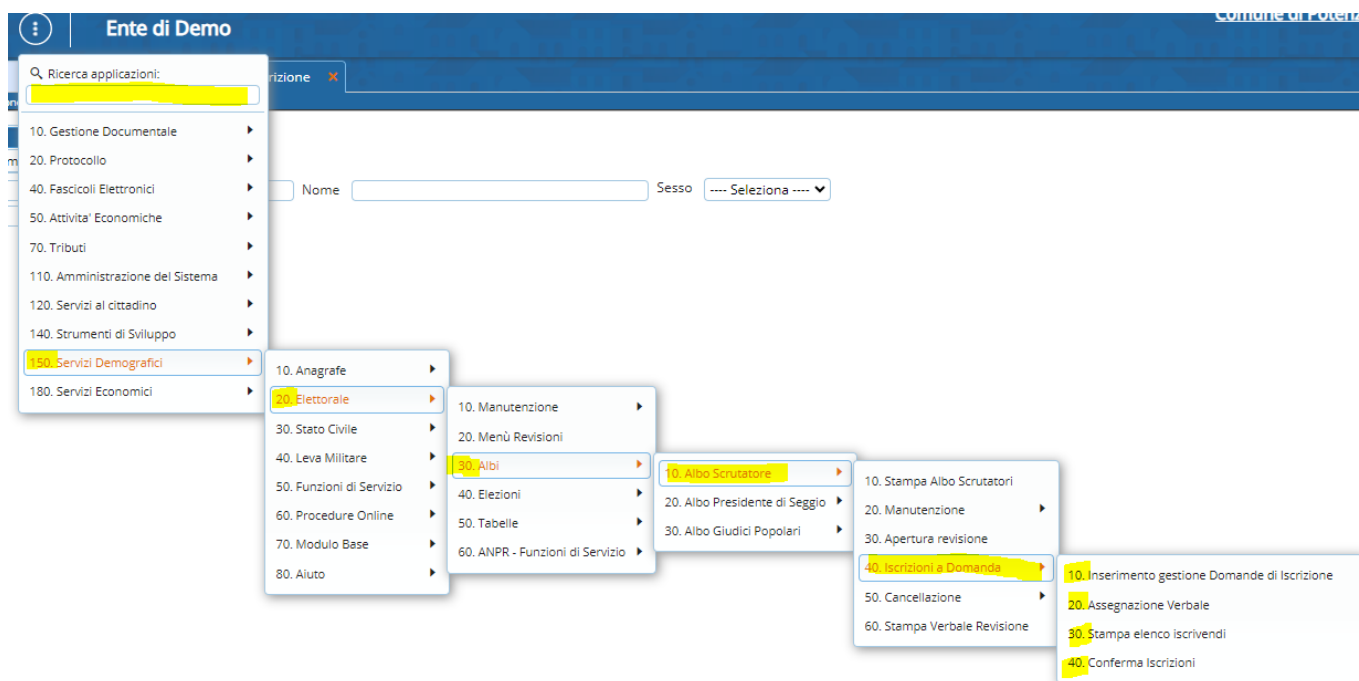 Comune di Potenz
Ente di Demo
Ricerca applicazioni:
rizione
10. Gestione Documentale
20. Protocollo
40. Fascicoli Elettronici
50. Attivita' Economiche
70. Tributi
110. Amministrazione del Sistema
120. Servizi al cittadino
140. Strumenti di Sviluppo
150. Servizi Demografici
180. Servizi Economici
Nome
Sesso
---- Seleziona ----
10. Anagrafe
20. Elettorale
30. Stato Civile
40. Leva Militare
50. Funzioni di Servizio
60. Procedure Online
70. Modulo Base
80. Aiuto
10. Manutenzione
20. Menù Revisioni
30. Albi
40. Elezioni
50. Tabelle
60. ANPR - Funzioni di Servizio
10. Albo Scrutatore
20. Albo Presidente di Seggio
30. Albo Giudici Popolari
10. Stampa Albo Scrutatori
20. Manutenzione
30. Apertura revisione
40. Iscrizioni a Domanda
50. Cancellazione
60. Stampa Verbale Revisione
10. Inserimento gestione Domande di Iscrizione
20. Assegnazione Verbale
30. Stampa elenco iscrivendi
40. Conferma Iscrizioni